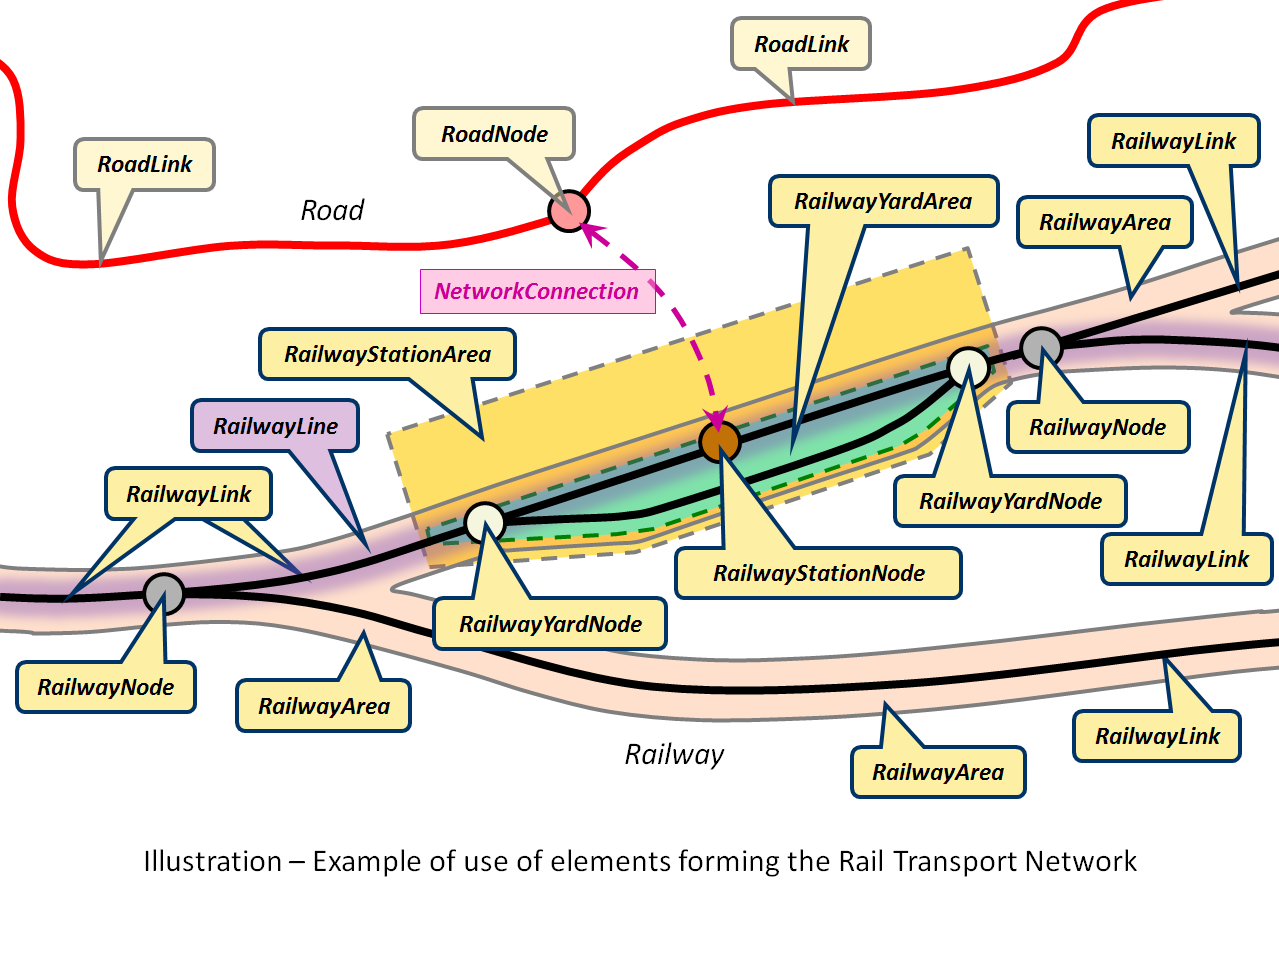 RoadLink
RoadNode
RailwayLink
RoadLink
RailwayYardArea
Road
RailwayArea
NetworkConnection
RailwayStationArea
RailwayLine
RailwayNode
RailwayLink
RailwayYardNode
RailwayLink
RailwayStationNode
RailwayYardNode
RailwayNode
RailwayArea
RailwayLink
Railway
RailwayArea
Illustration – Example of use of elements forming the Rail Transport Network